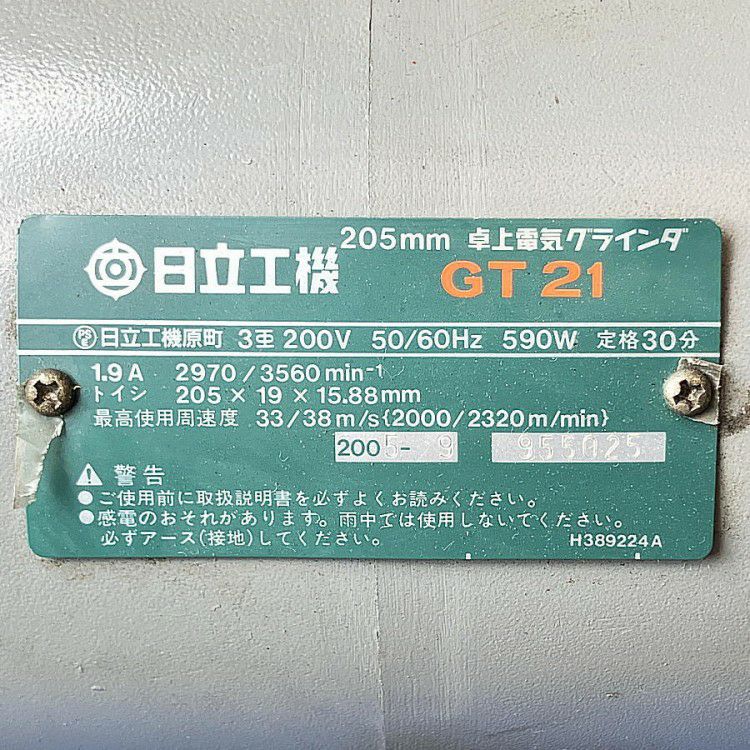 205mm 卓上電気グラインダ
日立工機 GT 21
PS E 日立工機原町 3相 200V 50/60Hz 590W 定格30分
1.9A 2970/3560min-1
トイシ 205×19×15.88mm
最高使用周速度 33/38m/s{2000/2320m/min}
2005-9 955025
警告
●ご使用前に取扱説明書を必ずよくお読みください。
●感電のおそれがあります。雨中では使用しないでください。
必ずアース(接地)してください。
H389224A